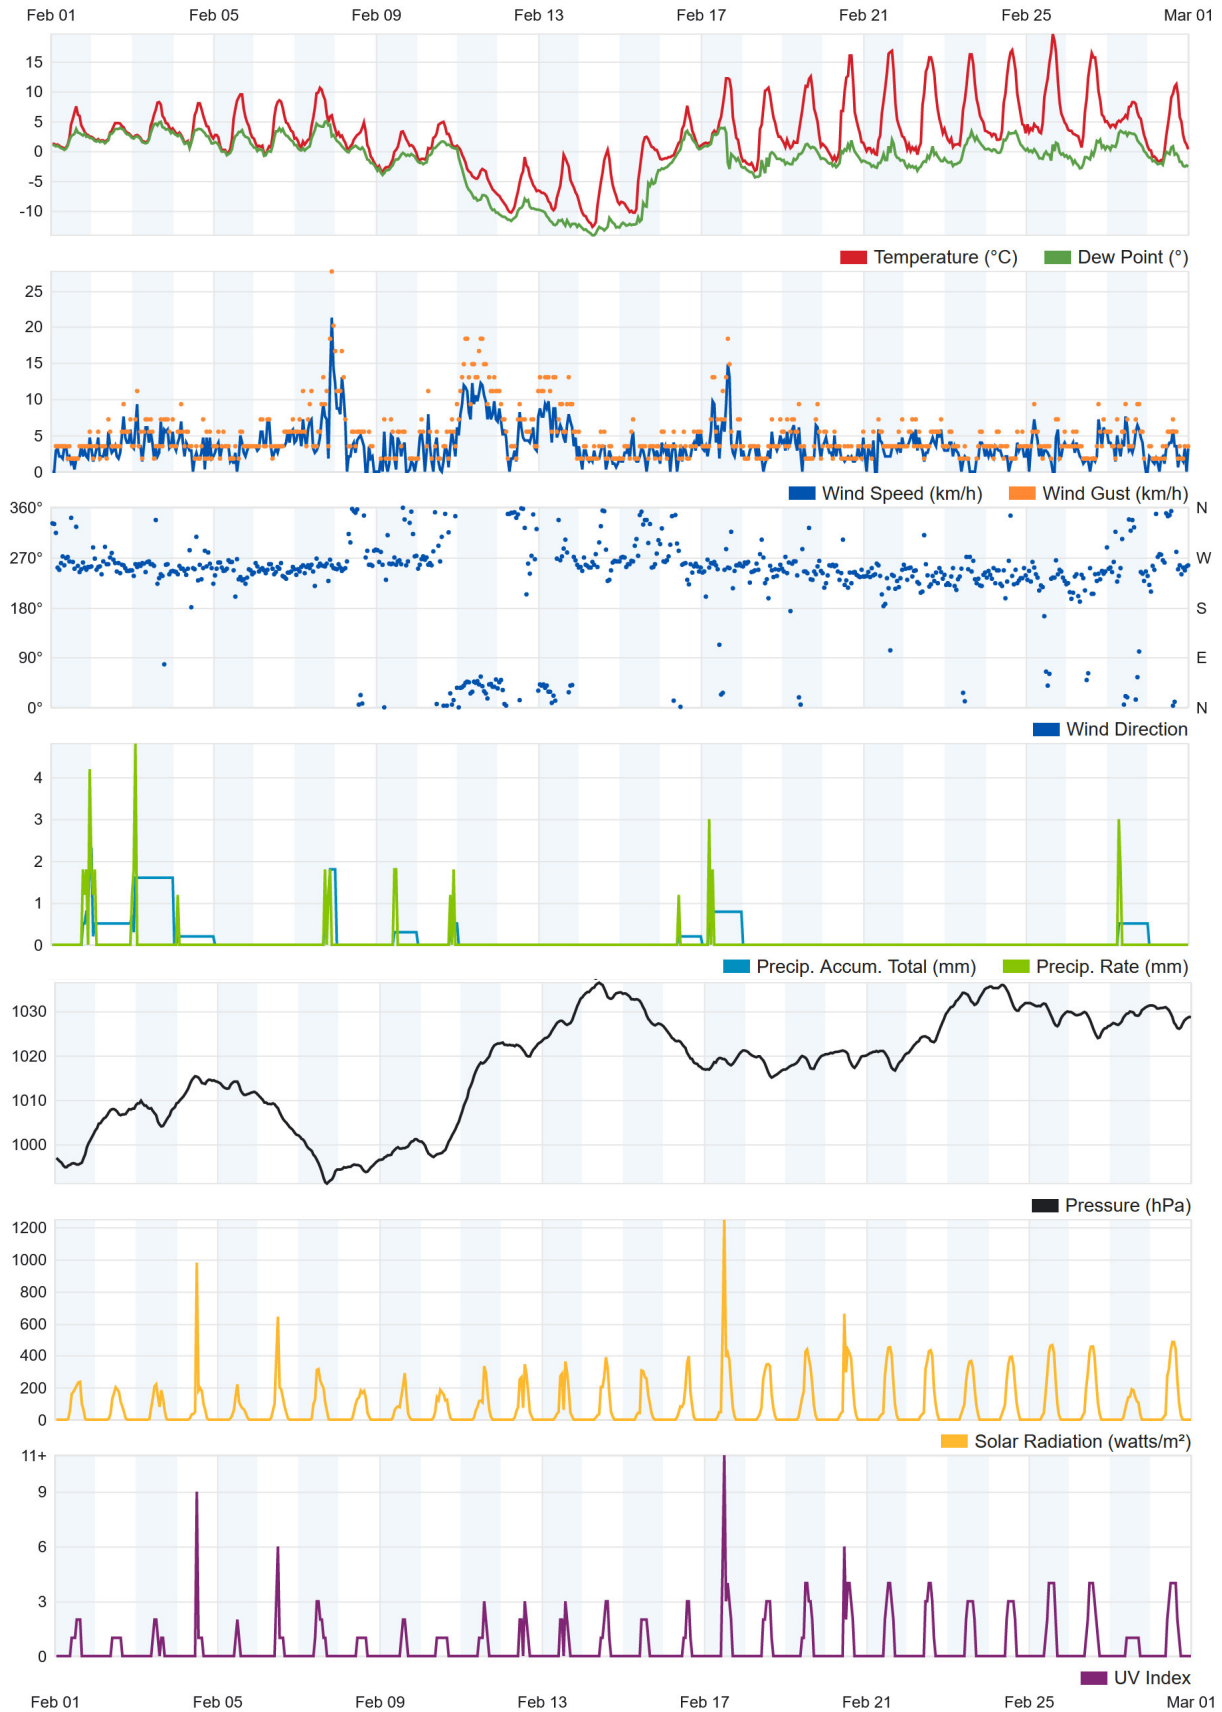 Feb 01 Feb 05 Feb 09 Feb 13 Feb 17 Feb 21 Feb 25 Mar 01
15
10
5
0
-5
-10
Temperature (°C) Dew Point (°)
25
20
15
10
5
0
Wind Speed (km/h) Wind Gust (km/h)
360° N
270° W
180° S
90° E
0° N
Wind Direction
4
3
2
1
0
Precip. Accum. Total (mm) Precip. Rate (mm)
1030
1020
1010
1000
Pressure (hPa)
1200
1000
800
600
400
200
0
Solar Radiation (watts/m²)
11+
9
6
3
0
UV Index
Feb 01 Feb 05 Feb 09 Feb 13 Feb 17 Feb 21 Feb 25 Mar 01